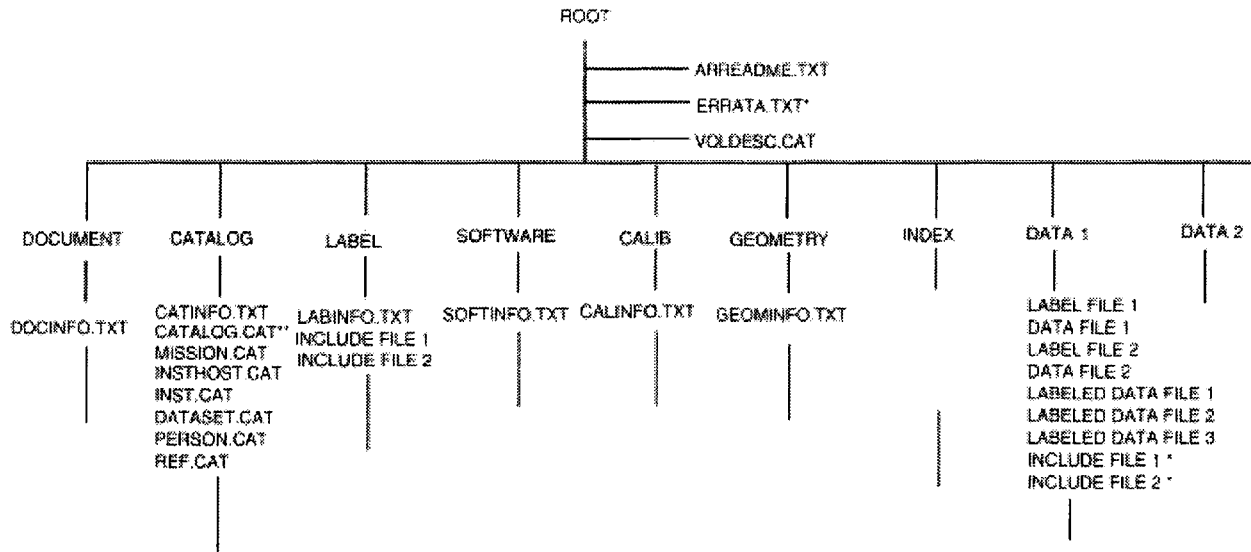 ROOT
AAREADME.TXT
ERRATA.TXT*
VOLDESC.CAT
DOCUMENT
CATALOG
LABEL
SOFTWARE
CALIB
GEOMETRY
INDEX
DATA 1
DATA 2
DOCINFO.TXT
CATINFO.TXT
CATALOG.CAT**
MISSION.CAT
INSTHOST.CAT
INST.CAT
DATASET.CAT
PERSON.CAT
REF.CAT
LABINFO.TXT
INCLUDE FILE 1
INCLUDE FILE 2
SOFTINFO.TXT
CALINFO.TXT
GEOMINFO.TXT
LABEL FILE 1
DATA FILE 1
LABEL FILE 2
DATA FILE 2
LABELED DATA FILE 1
LABELED DATA FILE 2
LABELED DATA FILE 3
INCLUDE FILE 1 *
INCLUDE FILE 2 *